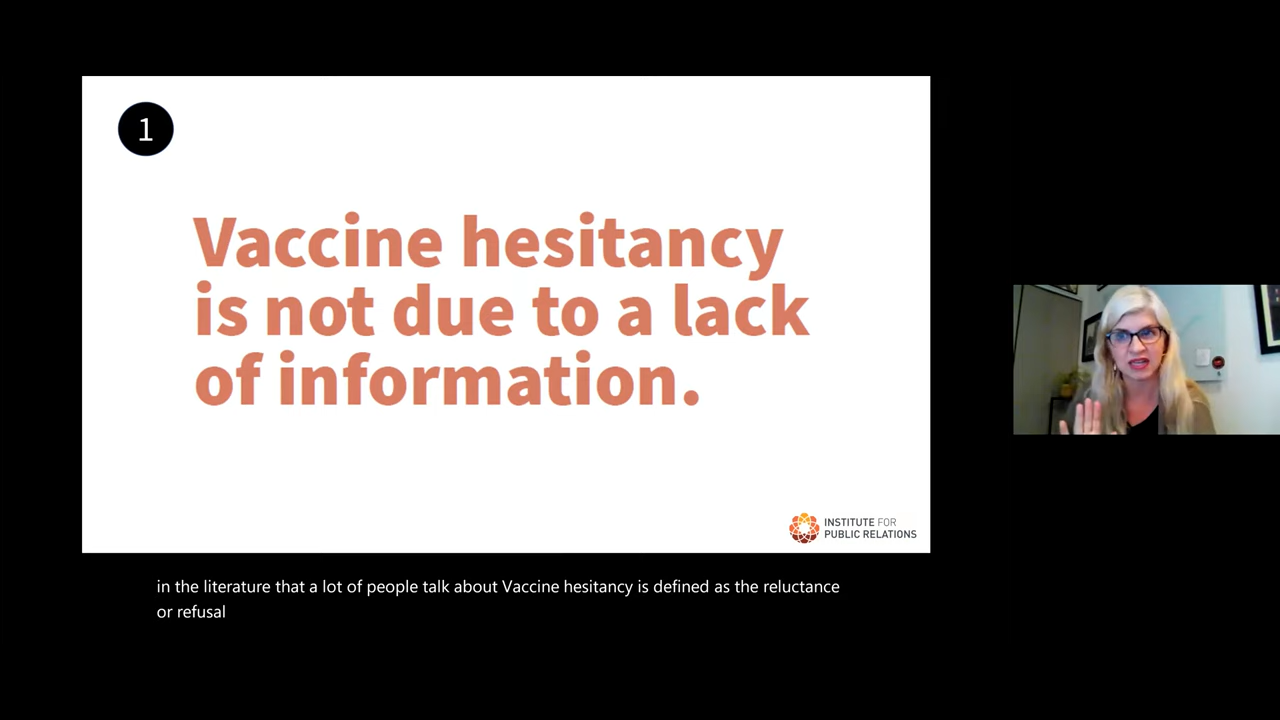 1
Vaccine hesitancy
is not due to a lack
of information.
INSTITUTE FOR
PUBLIC RELATIONS
in the literature that a lot of people talk about Vaccine hesitancy is defined as the reluctance
or refusal